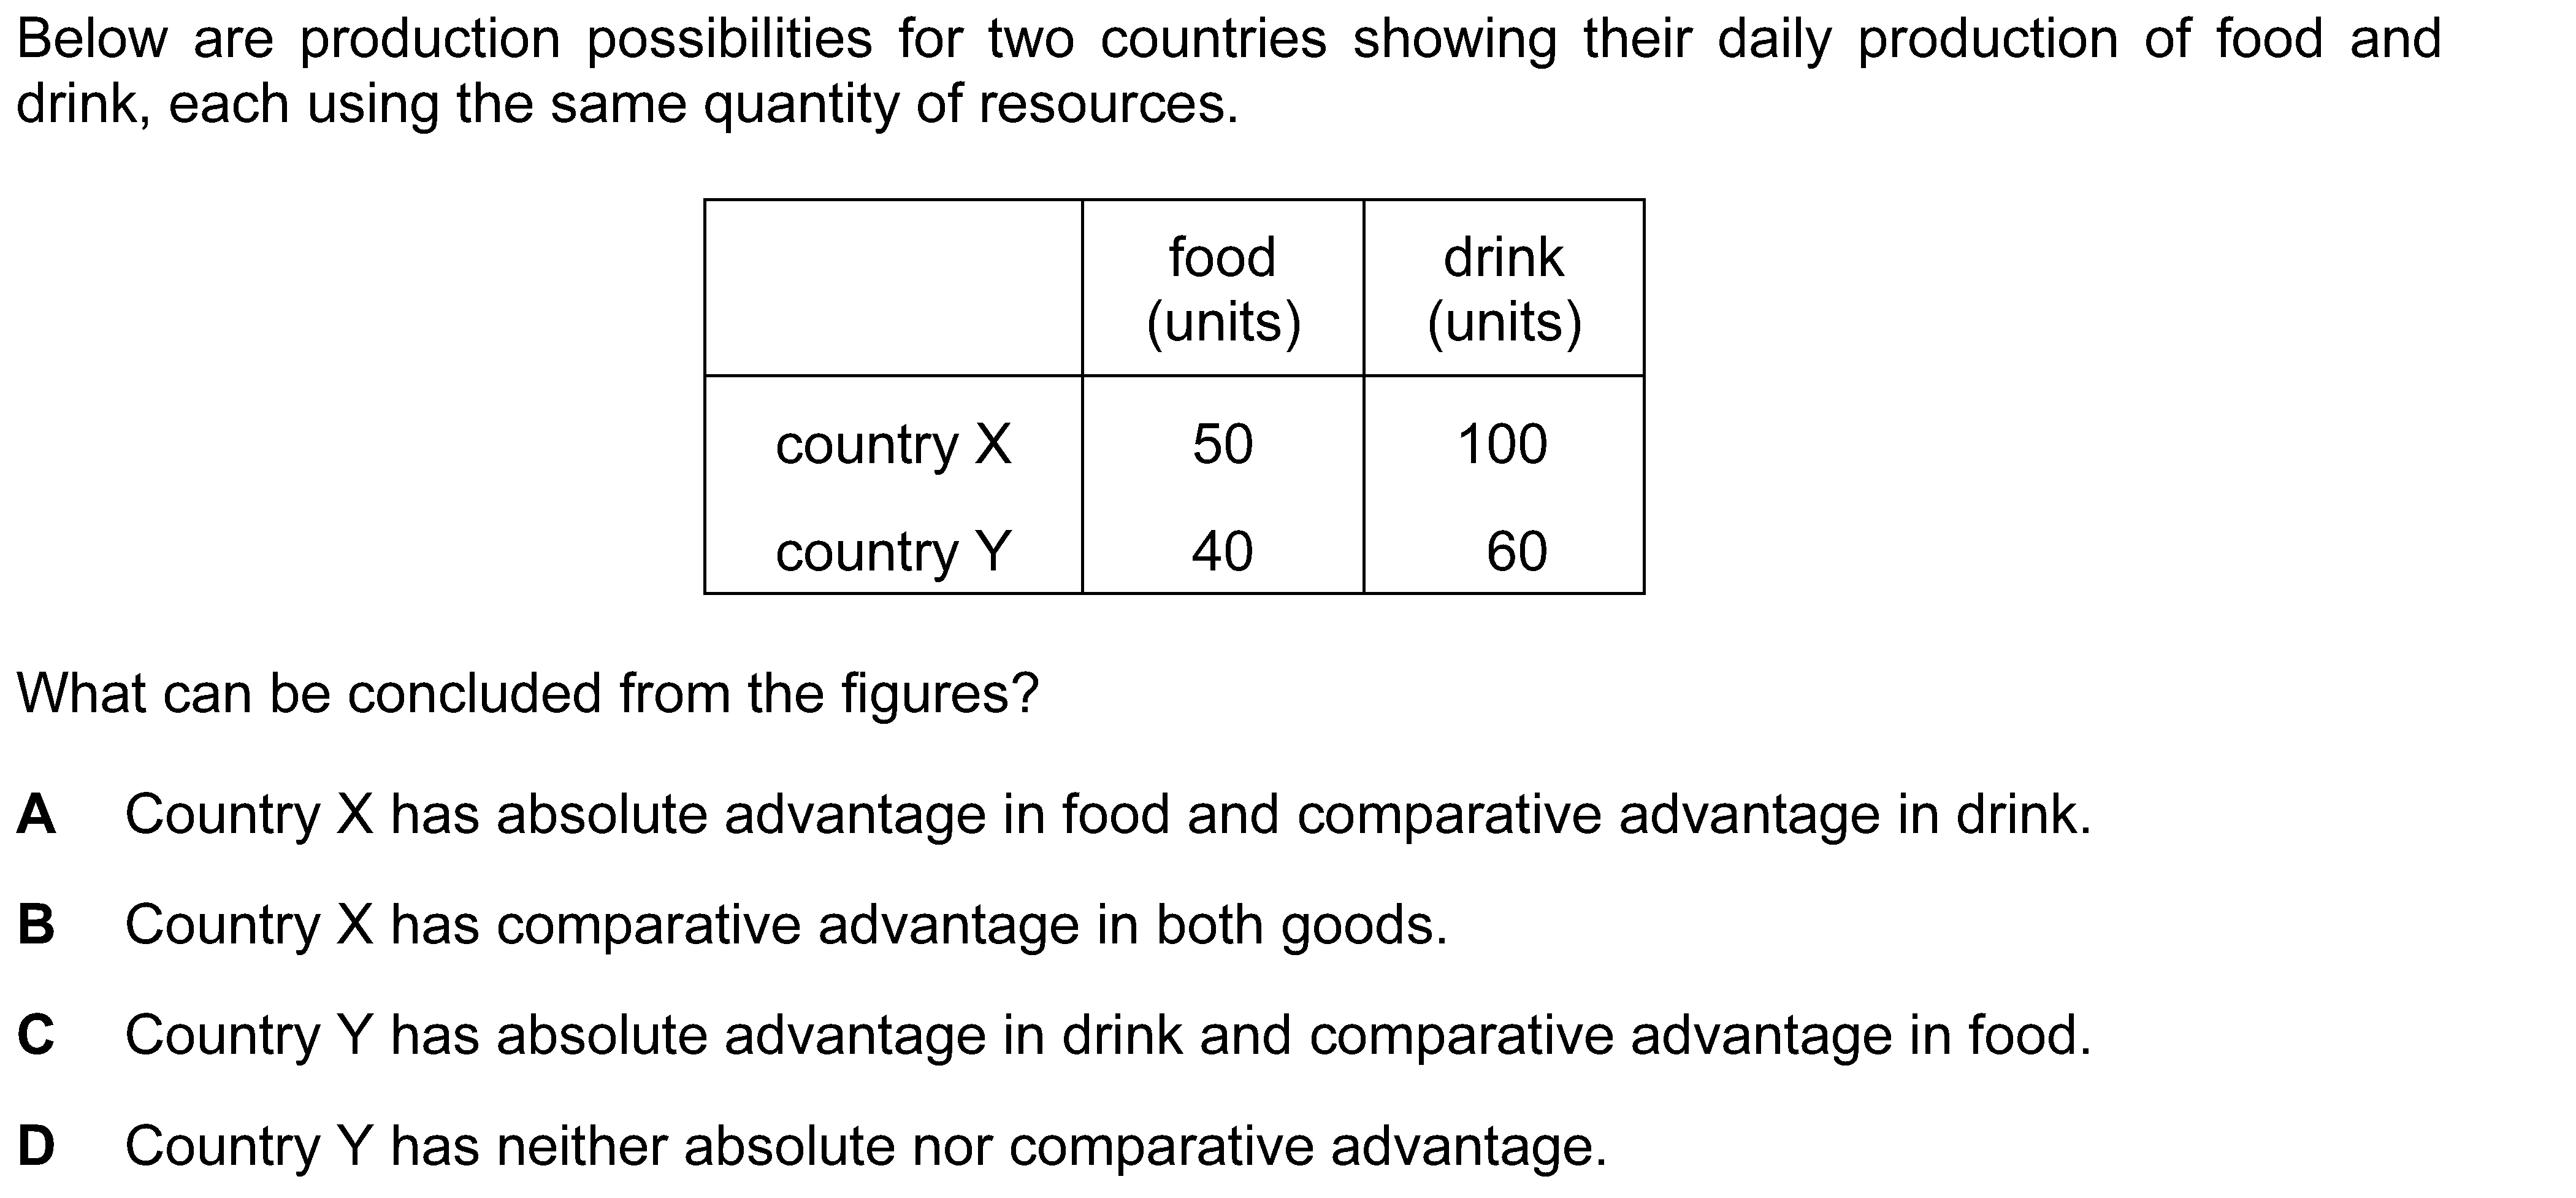 Below are production possibilities for two countries showing their daily production of food and
drink, each using the same quantity of resources.
food drink
(units) (units)
country X 50 100
country Y 40 60
What can be concluded from the figures?
A Country X has absolute advantage in food and comparative advantage in drink.
B Country X has comparative advantage in both goods.
C Country Y has absolute advantage in drink and comparative advantage in food.
D Country Y has neither absolute nor comparative advantage.